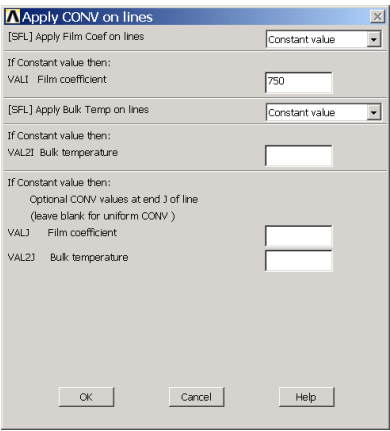 Apply CONV on lines
[SFL] Apply Film Coef on lines
Constant value
If Constant value then:
VALI Film coefficient
750
[SFL] Apply Bulk Temp on lines
Constant value
If Constant value then:
VAL2I Bulk temperature
If Constant value then:
Optional CONV values at end J of line
(leave blank for uniform CONV )
VALJ Film coefficient
VAL2J Bulk temperature
OK Cancel Help